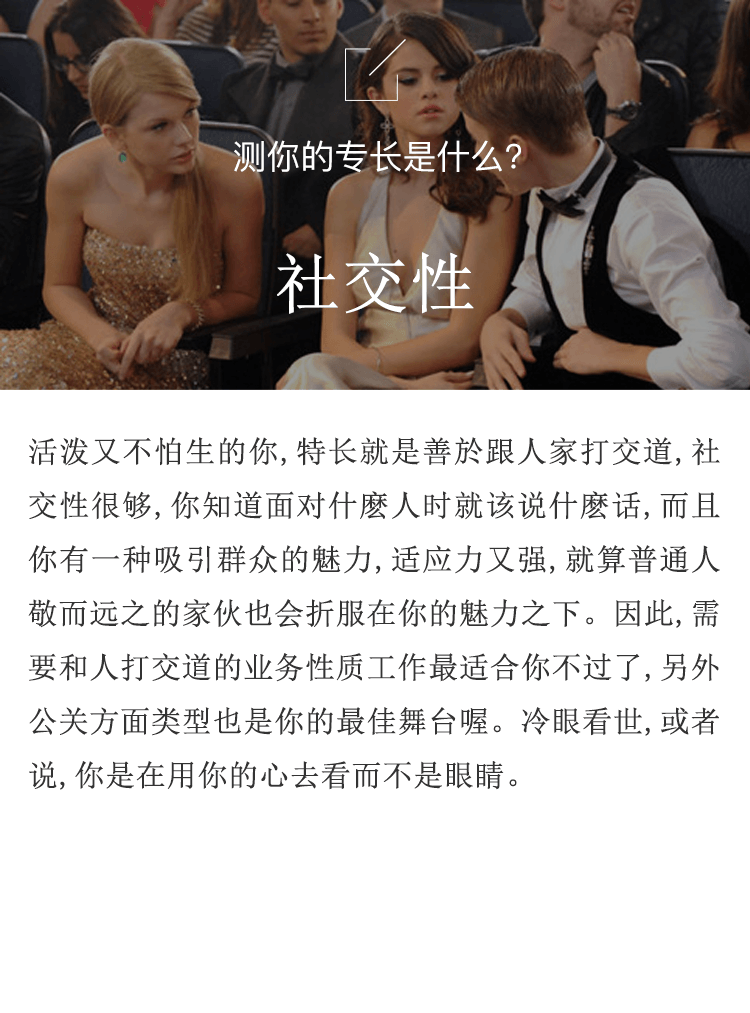 测你的专长是什么?
社交性
活泼又不怕生的你,特长就是善於跟人家打交道,社
交性很够,你知道面对什麽人时就该说什麽话,而且
你有一种吸引群众的魅力,适应力又强,就算普通人
敬而远之的家伙也会折服在你的魅力之下。因此,需
要和人打交道的业务性质工作最适合你不过了,另外
公关方面类型也是你的最佳舞台喔。冷眼看世,或者
说,你是在用你的心去看而不是眼睛。